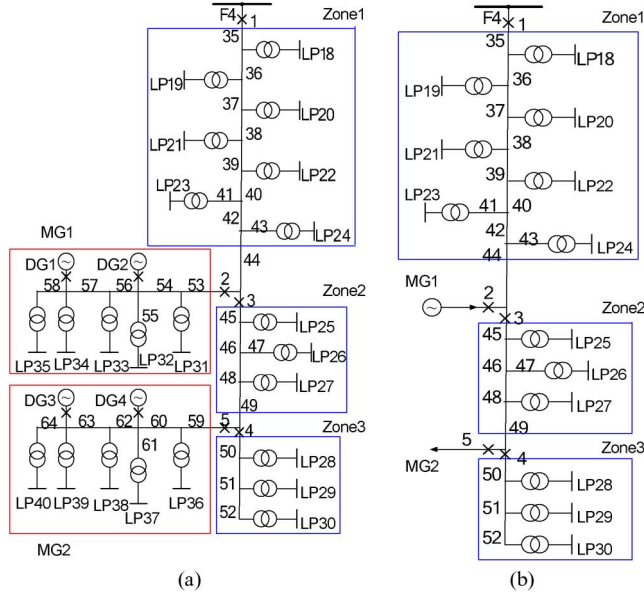 F4
1
Zone1
35
LP18
LP19
36
37
LP20
38
LP21
39
LP22
LP23
41
40
42
43
LP24
44
MG1
DG1
DG2
58
57
56
54
53
2
3
55
LP35
LP34
LP33
LP32
LP31
Zone2
45
LP25
46
47
LP26
48
LP27
49
DG3
DG4
64
63
62
60
59
5
4
61
LP40
LP39
LP38
LP37
LP36
MG2
Zone3
50
LP28
51
LP29
52
LP30
(a)
F4
1
Zone1
35
LP18
LP19
36
37
LP20
38
LP21
39
LP22
LP23
41
40
42
43
LP24
44
MG1
2
3
Zone2
45
LP25
46
47
LP26
48
LP27
49
5
4
MG2
Zone3
50
LP28
51
LP29
52
LP30
(b)